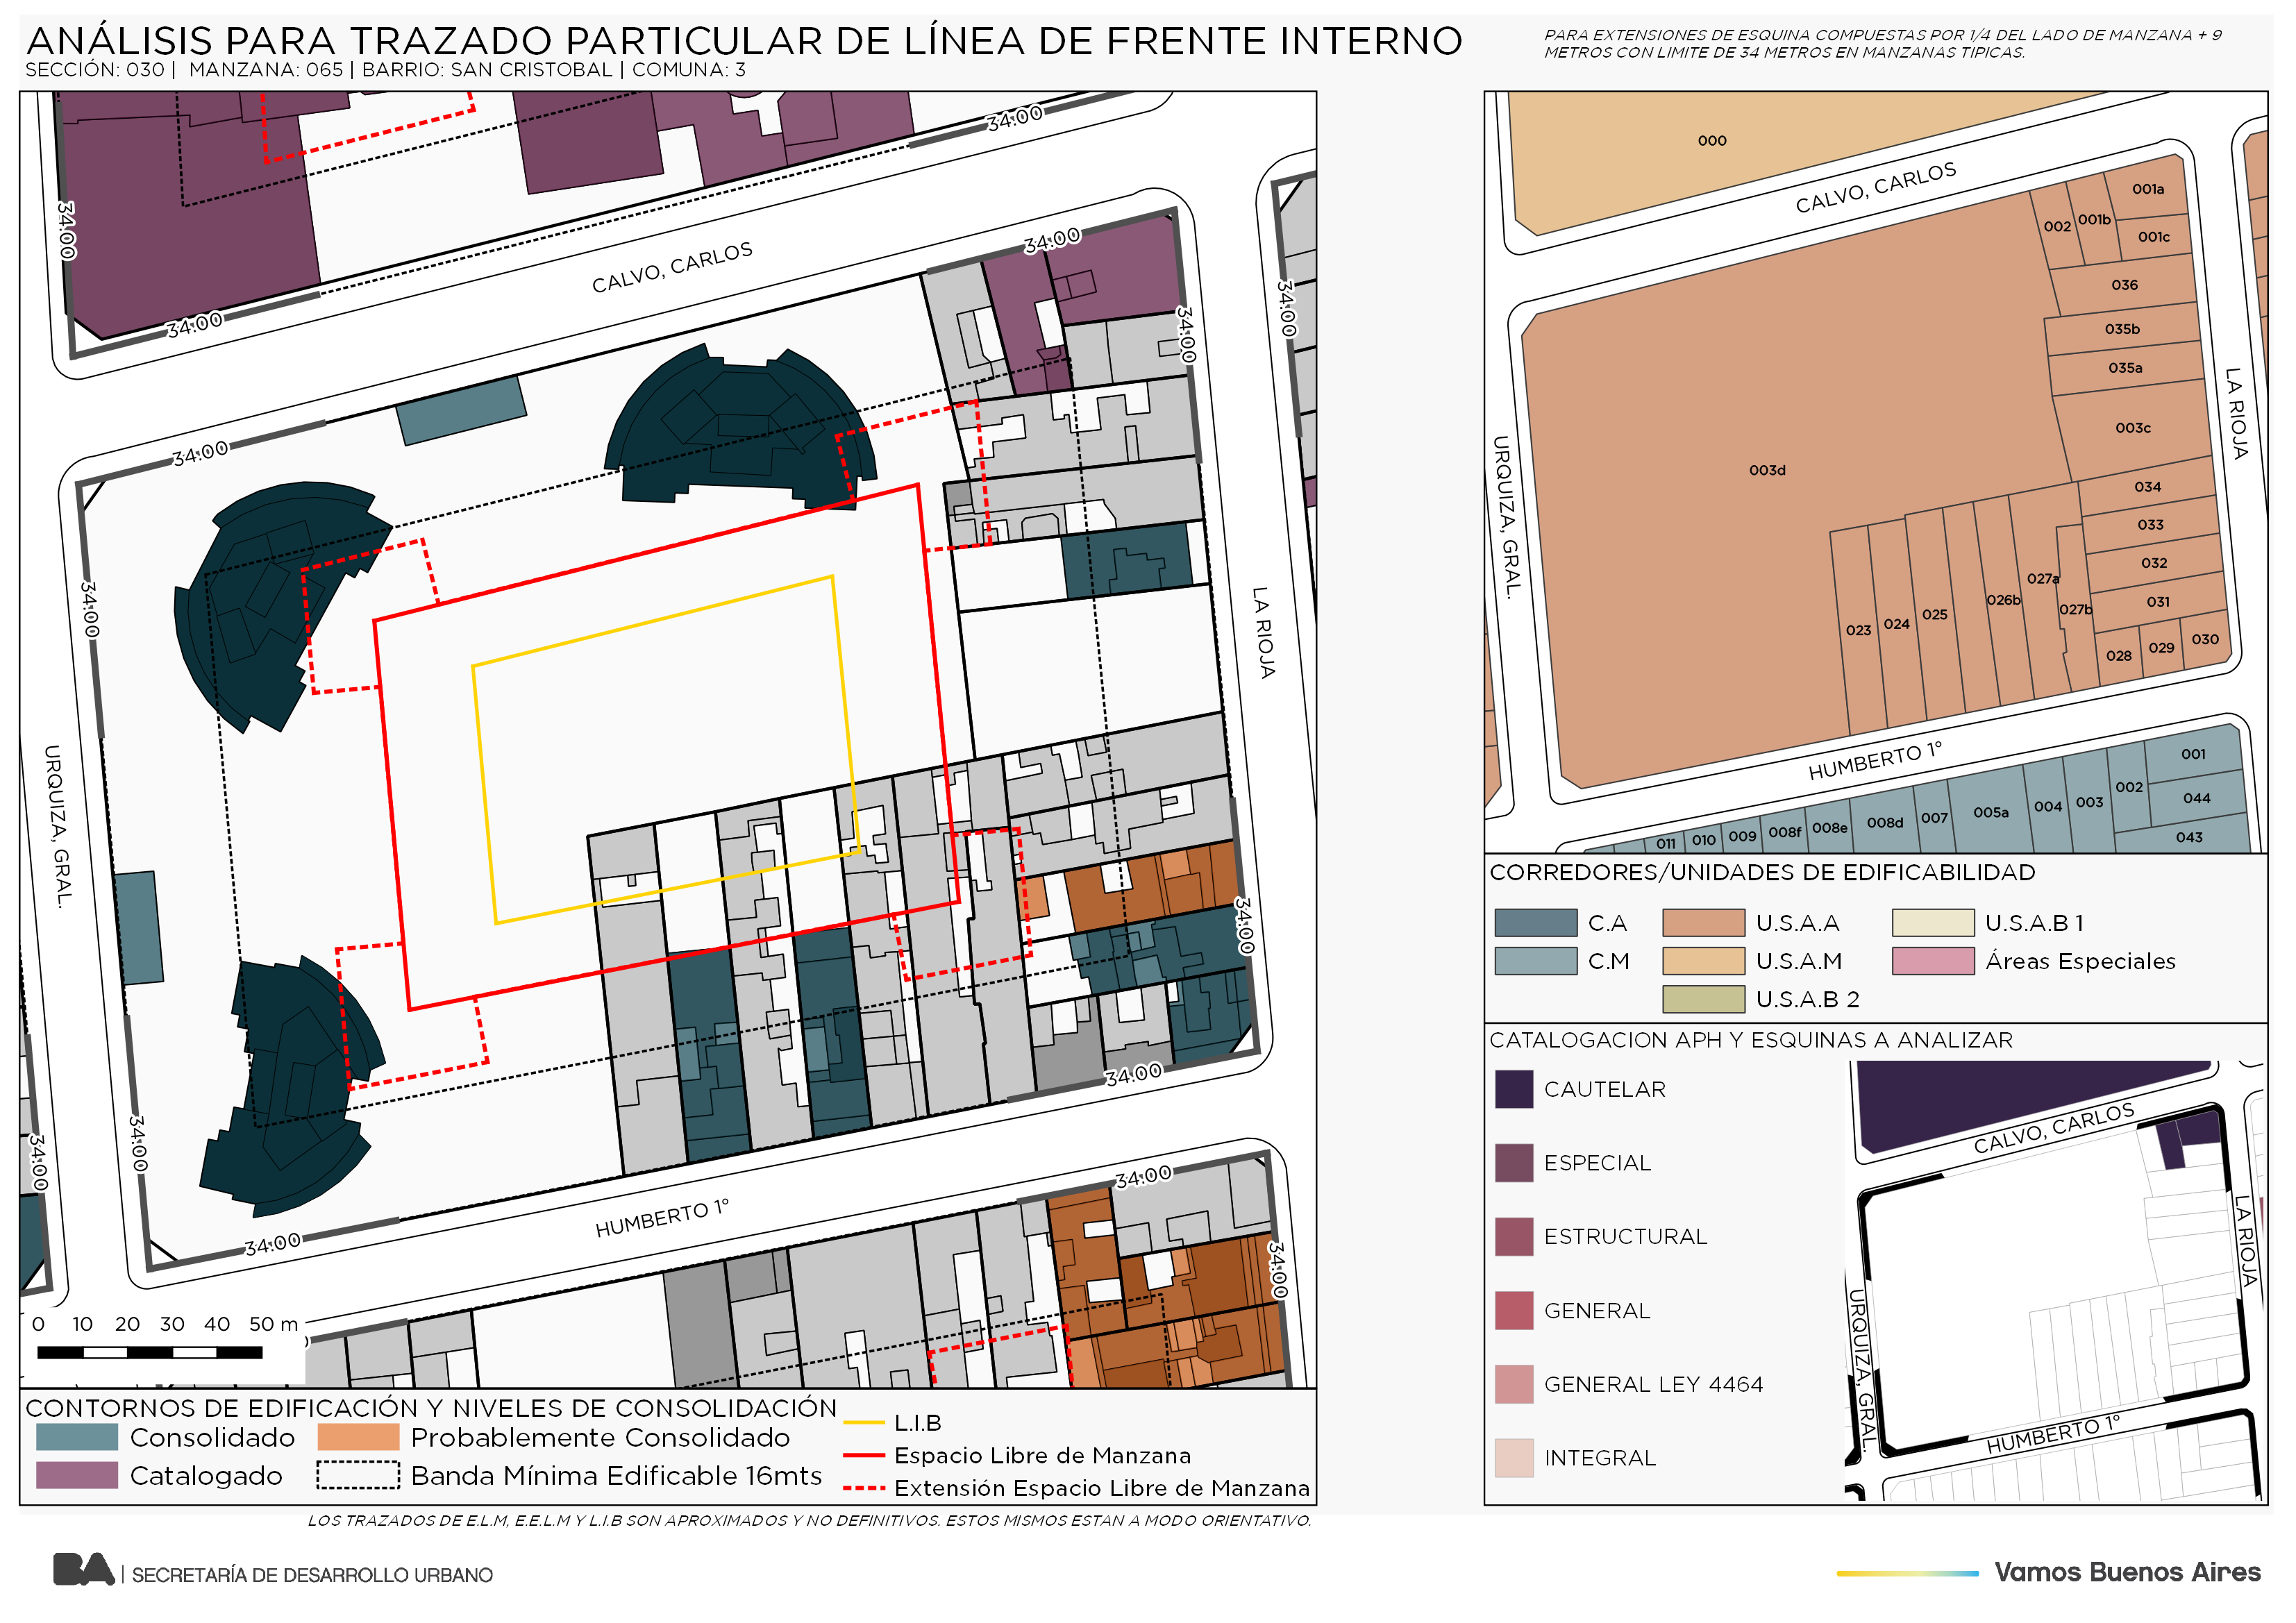 ANÁLISIS PARA TRAZADO PARTICULAR DE LÍNEA DE FRENTE INTERNO
SECCIÓN: 030 | MANZANA: 065 | BARRIO: SAN CRISTOBAL | COMUNA: 3
PARA EXTENSIONES DE ESQUINA COMPUESTAS POR 1/4 DEL LADO DE MANZANA + 9
METROS CON LIMITE DE 34 METROS EN MANZANAS TIPICAS.
34.00
34.00
34.00
CALVO, CARLOS
34.00
34.00
34.00
34.00
34.00
LA RIOJA
URQUIZA, GRAL.
34.00
34.00
34.00
34.00
34.00
HUMBERTO 1°
34.00
34.00
0 10 20 30 40 50 m
CONTORNOS DE EDIFICACIÓN Y NIVELES DE CONSOLIDACIÓN
Consolidado
Probablemente Consolidado
Catalogado
Banda Mínima Edificable 16mts
L.I.B
Espacio Libre de Manzana
Extensión Espacio Libre de Manzana
LOS TRAZADOS DE E.L.M, E.E.L.M Y L.I.B SON APROXIMADOS Y NO DEFINITIVOS. ESTOS MISMOS ESTAN A MODO ORIENTATIVO.
000
CALVO, CARLOS
001a
002
001b
001c
036
035b
035a
003c
003d
LA RIOJA
URQUIZA, GRAL.
034
033
032
027a
031
026b
027b
025
024
023
030
029
028
HUMBERTO 1°
001
002
044
003
004
005a
007
008d
008e
008f
009
010
011
043
CORREDORES/UNIDADES DE EDIFICABILIDAD
C.A
U.S.A.A
U.S.A.B 1
C.M
U.S.A.M
Áreas Especiales
U.S.A.B 2
CATALOGACION APH Y ESQUINAS A ANALIZAR
CAUTELAR
ESPECIAL
ESTRUCTURAL
GENERAL
GENERAL LEY 4464
INTEGRAL
CALVO, CARLOS
LA RIOJA
URQUIZA, GRAL.
HUMBERTO 1°
BA | SECRETARÍA DE DESARROLLO URBANO
Vamos Buenos Aires